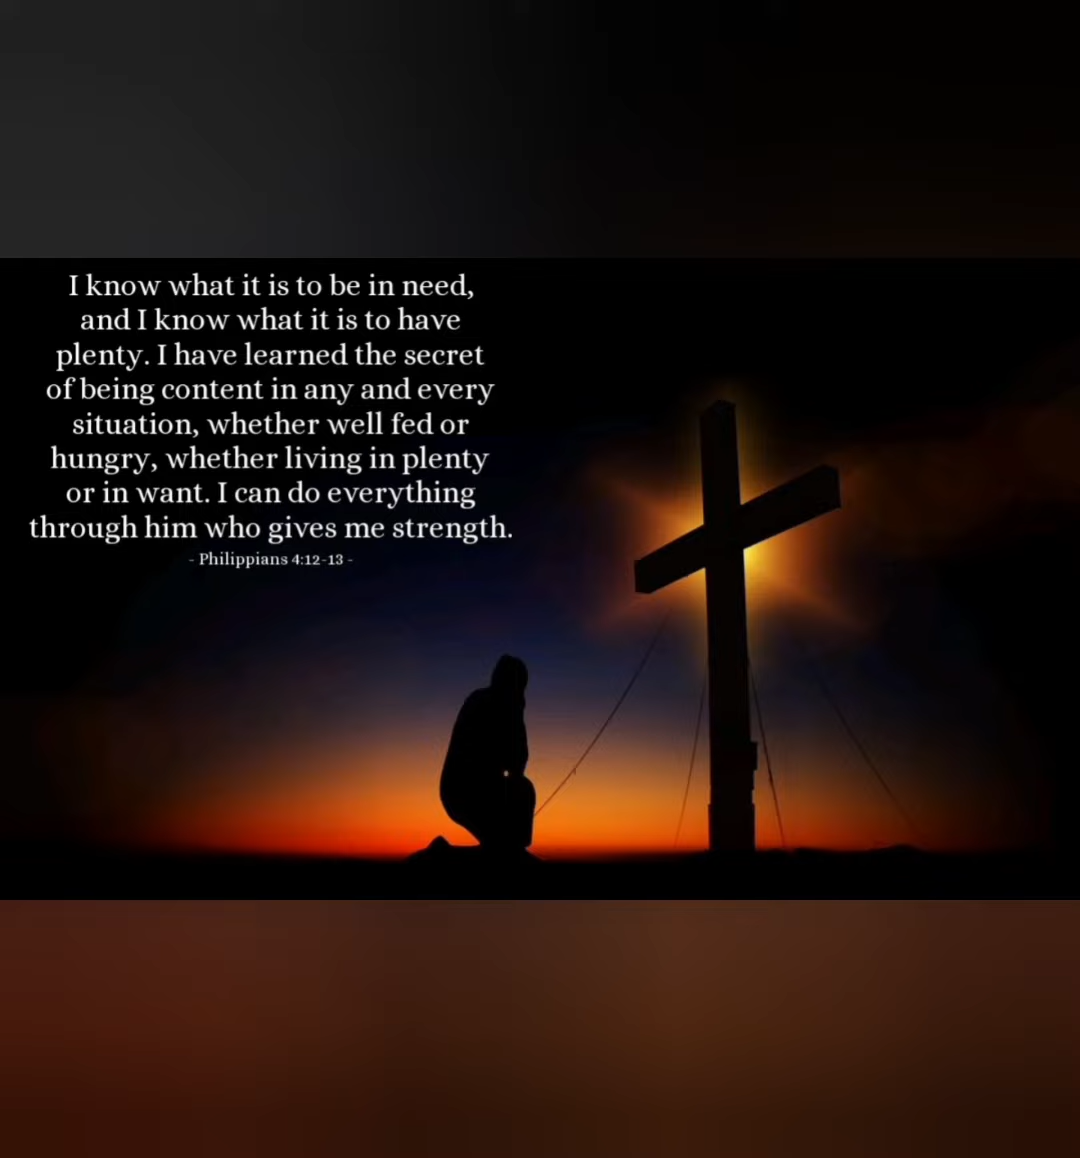 I know what it is to be in need,
and I know what it is to have
plenty. I have learned the secret
of being content in any and every
situation, whether well fed or
hungry, whether living in plenty
or in want. I can do everything
through him who gives me strength.
- Philippians 4:12-13 -